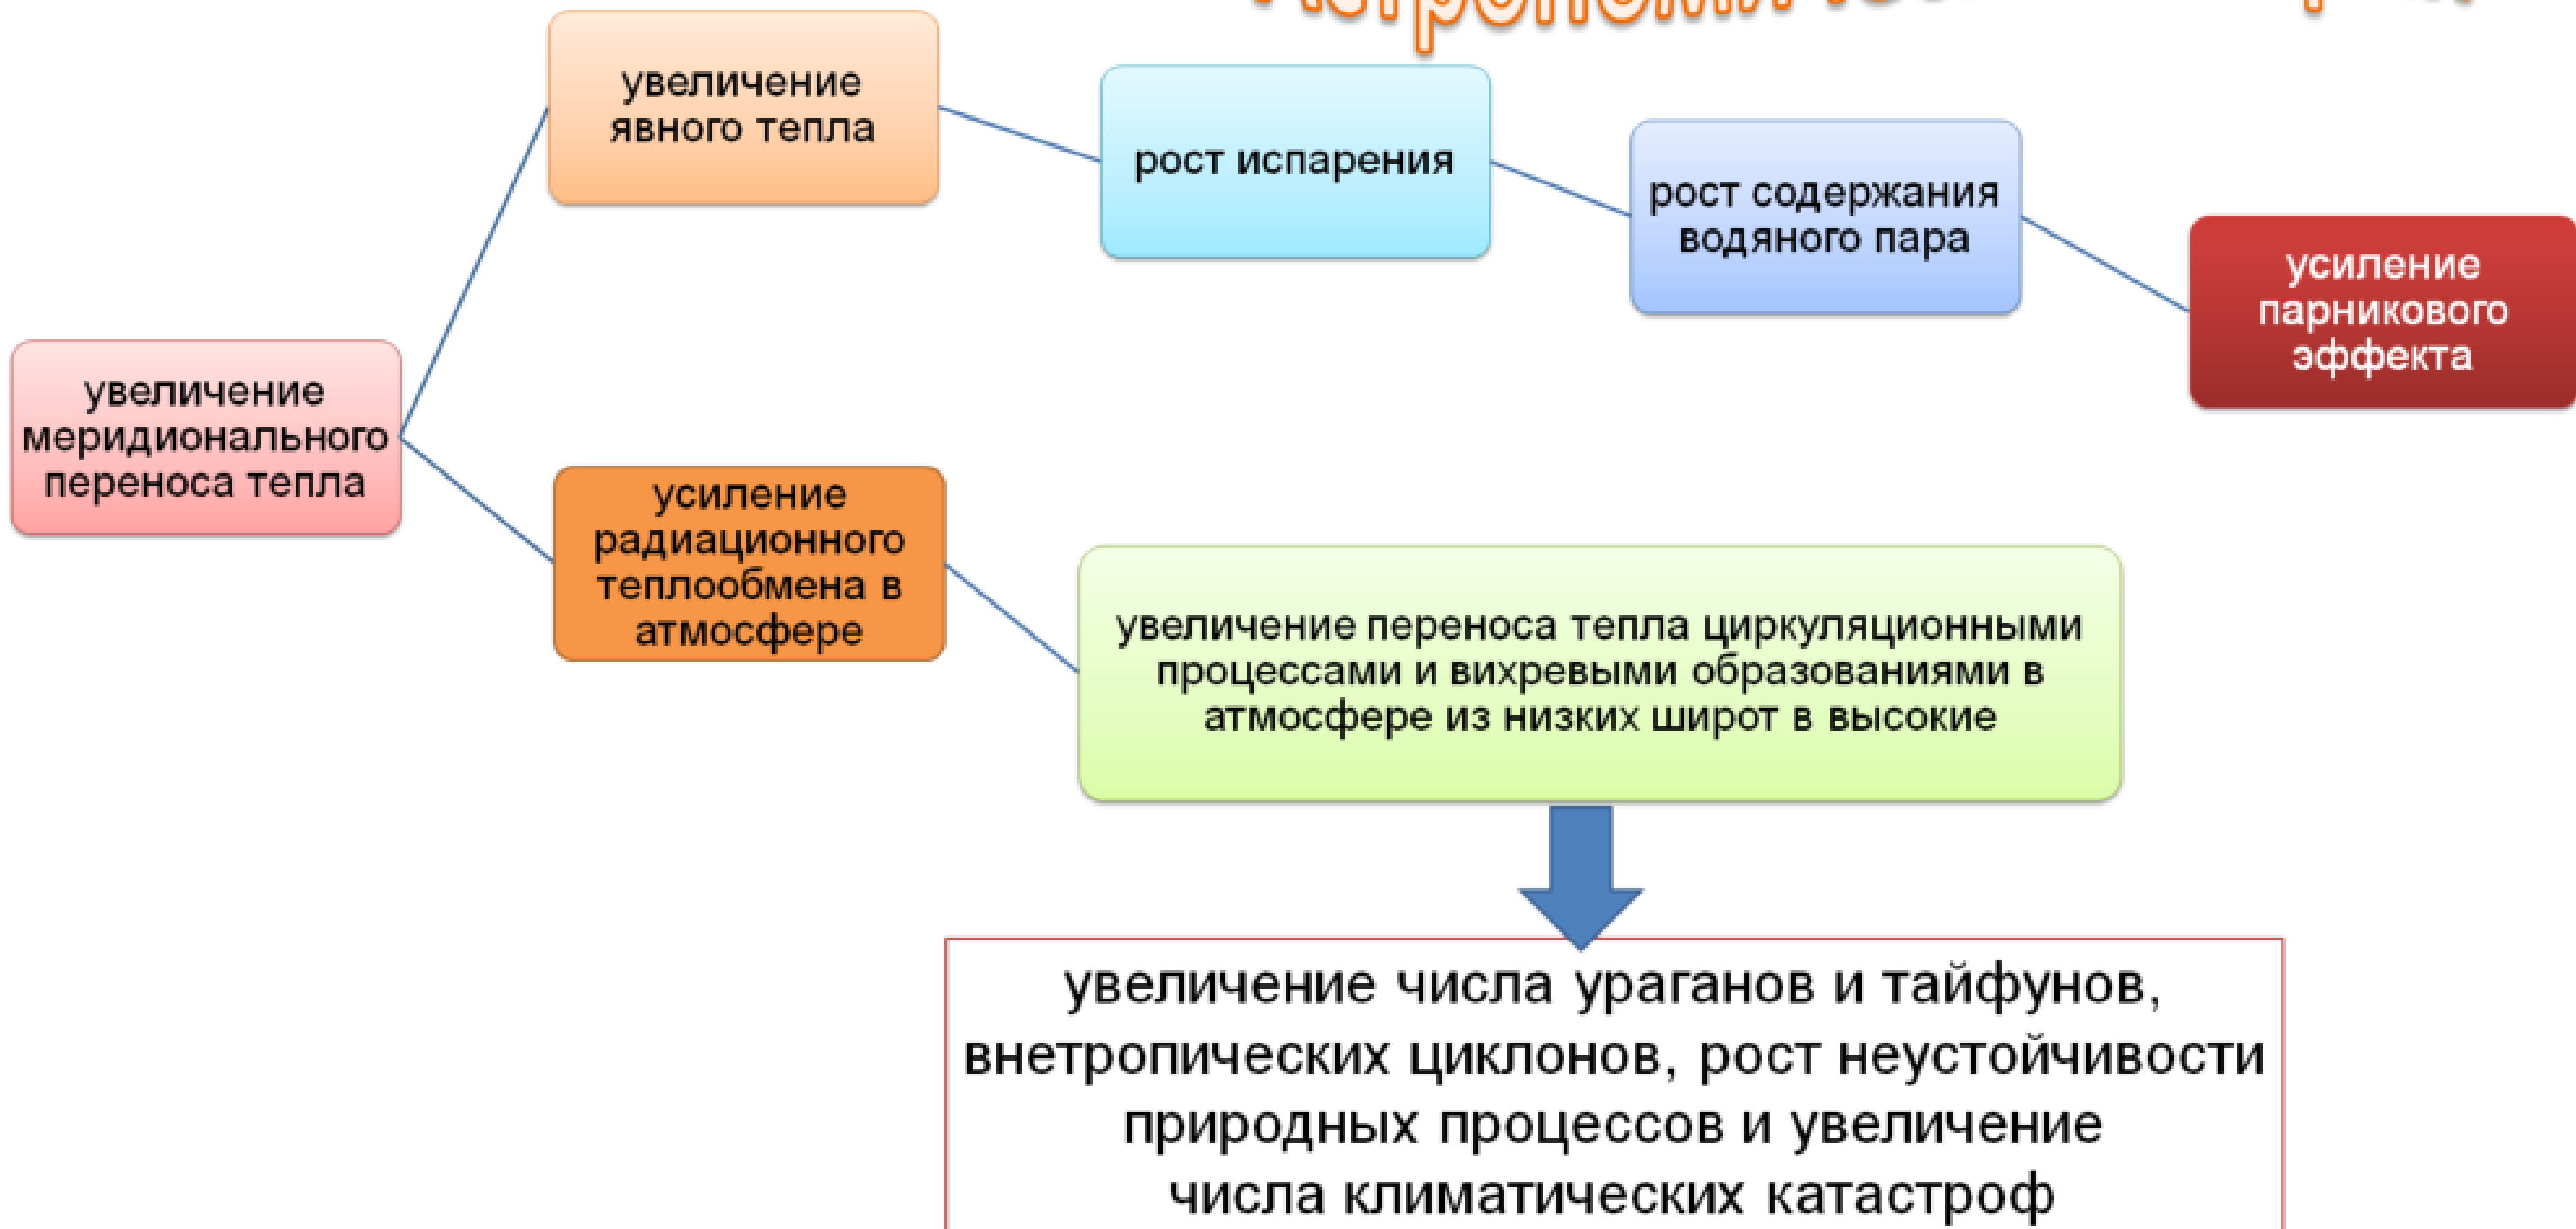 увеличение
явного тепла
рост испарения
рост содержания
водяного пара
усиление
парникового
эффекта
увеличение
меридионального
переноса тепла
усиление
радиационного
теплообмена в
атмосфере
увеличение переноса тепла циркуляционными
процессами и вихревыми образованиями в
атмосфере из низких широт в высокие
увеличение числа ураганов и тайфунов,
внетропических циклонов, рост неустойчивости
природных процессов и увеличение
числа климатических катастроф